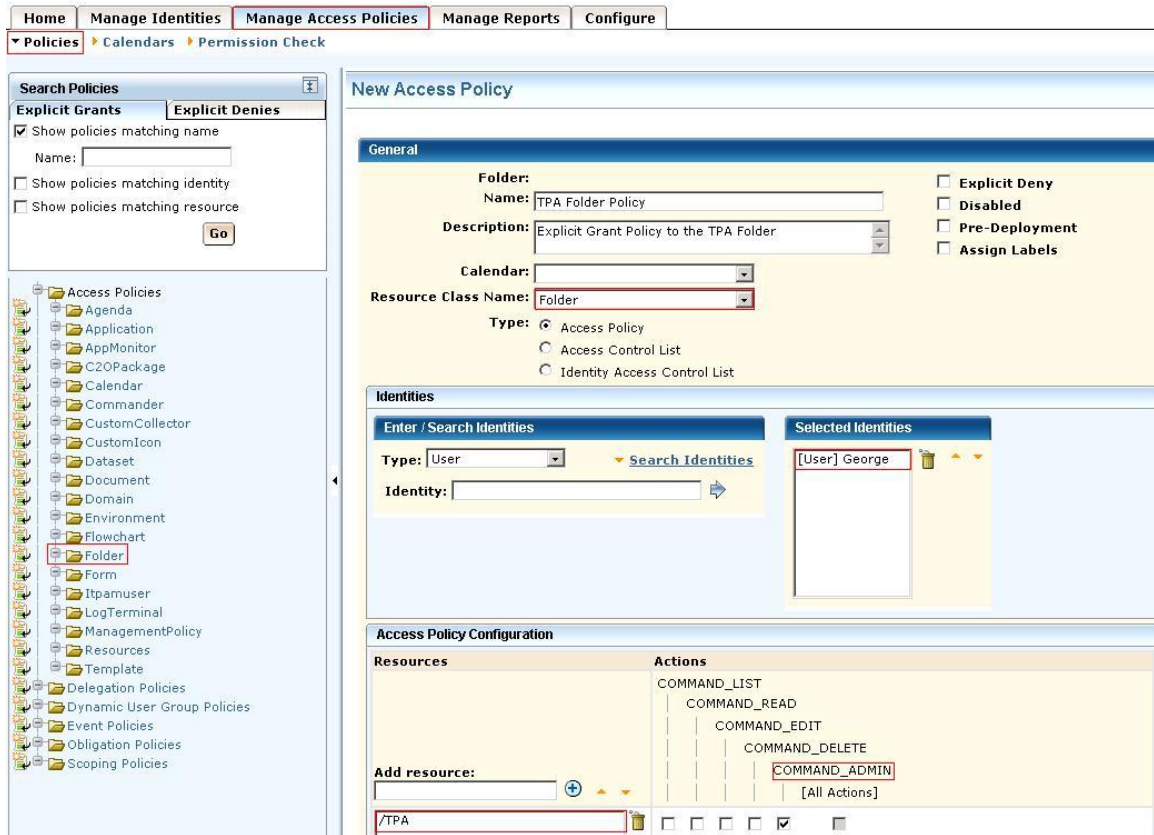 Home Manage Identities Manage Access Policies Manage Reports Configure
Policies Calendars Permission Check
Search Policies
Explicit Grants Explicit Denies
Show policies matching name
Name:
Show policies matching identity
Show policies matching resource
Go
Access Policies
Agenda
Application
AppMonitor
C2OPackage
Calendar
Commander
CustomCollector
CustomIcon
Dataset
Document
Domain
Environment
Flowchart
Folder
Form
Itpamuser
LogTerminal
ManagementPolicy
Resources
Template
Delegation Policies
Dynamic User Group Policies
Event Policies
Obligation Policies
Scoping Policies
New Access Policy
General
Folder:
Name: TPA Folder Policy
Description: Explicit Grant Policy to the TPA Folder
Calendar:
Resource Class Name: Folder
Type: Access Policy
Access Control List
Identity Access Control List
Explicit Deny
Disabled
Pre-Deployment
Assign Labels
Identities
Enter / Search Identities
Type: User Search Identities
Identity:
Selected Identities
[User] George
Access Policy Configuration
Resources Actions
COMMAND_LIST
COMMAND_READ
COMMAND_EDIT
COMMAND_DELETE
COMMAND_ADMIN
[All Actions]
Add resource:
/TPA